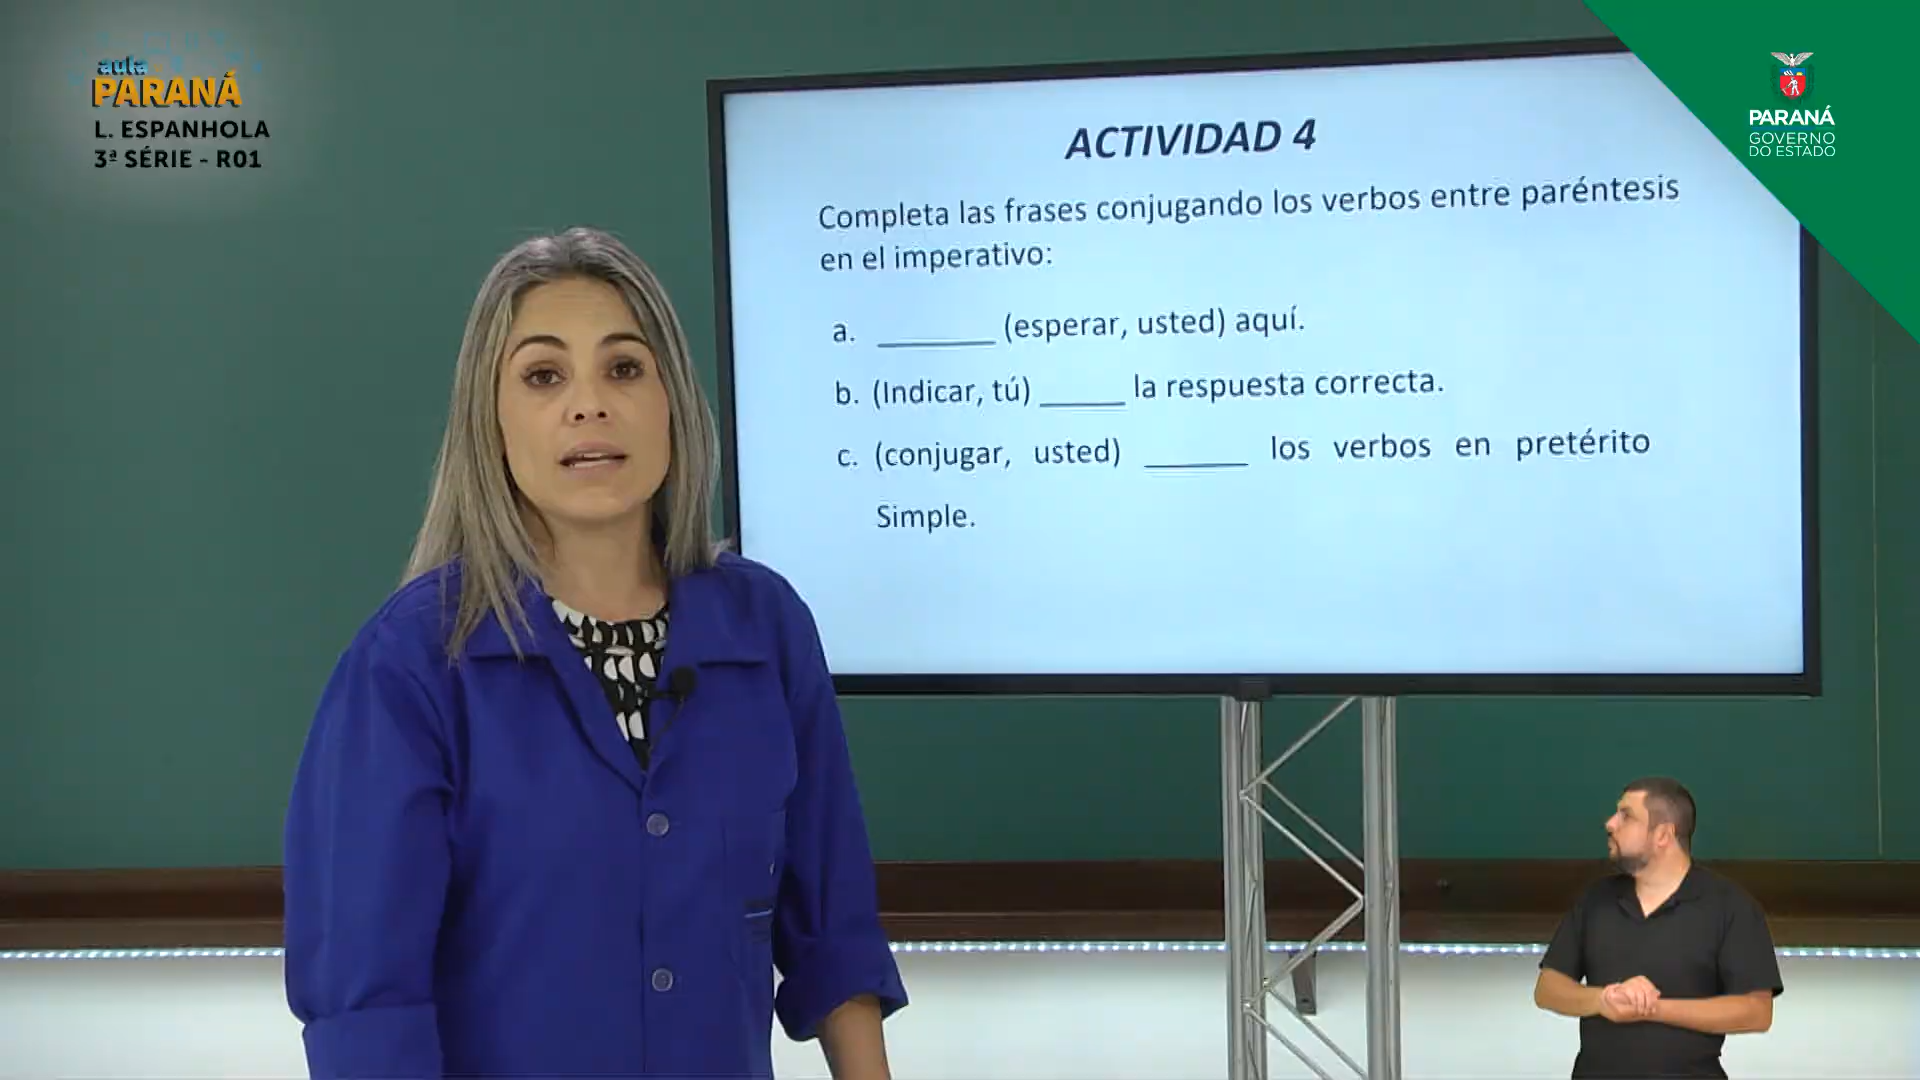 aula
PARANÁ
L. ESPANHOLA
3ª SÉRIE - R01
ACTIVIDAD 4
Completa las frases conjugando los verbos entre paréntesis
en el imperativo:
a. _______ (esperar, usted) aquí.
b. (Indicar, tú) _____ la respuesta correcta.
c. (conjugar, usted) ______ los verbos en pretérito
Simple.
PARANÁ
GOVERNO
DO ESTADO